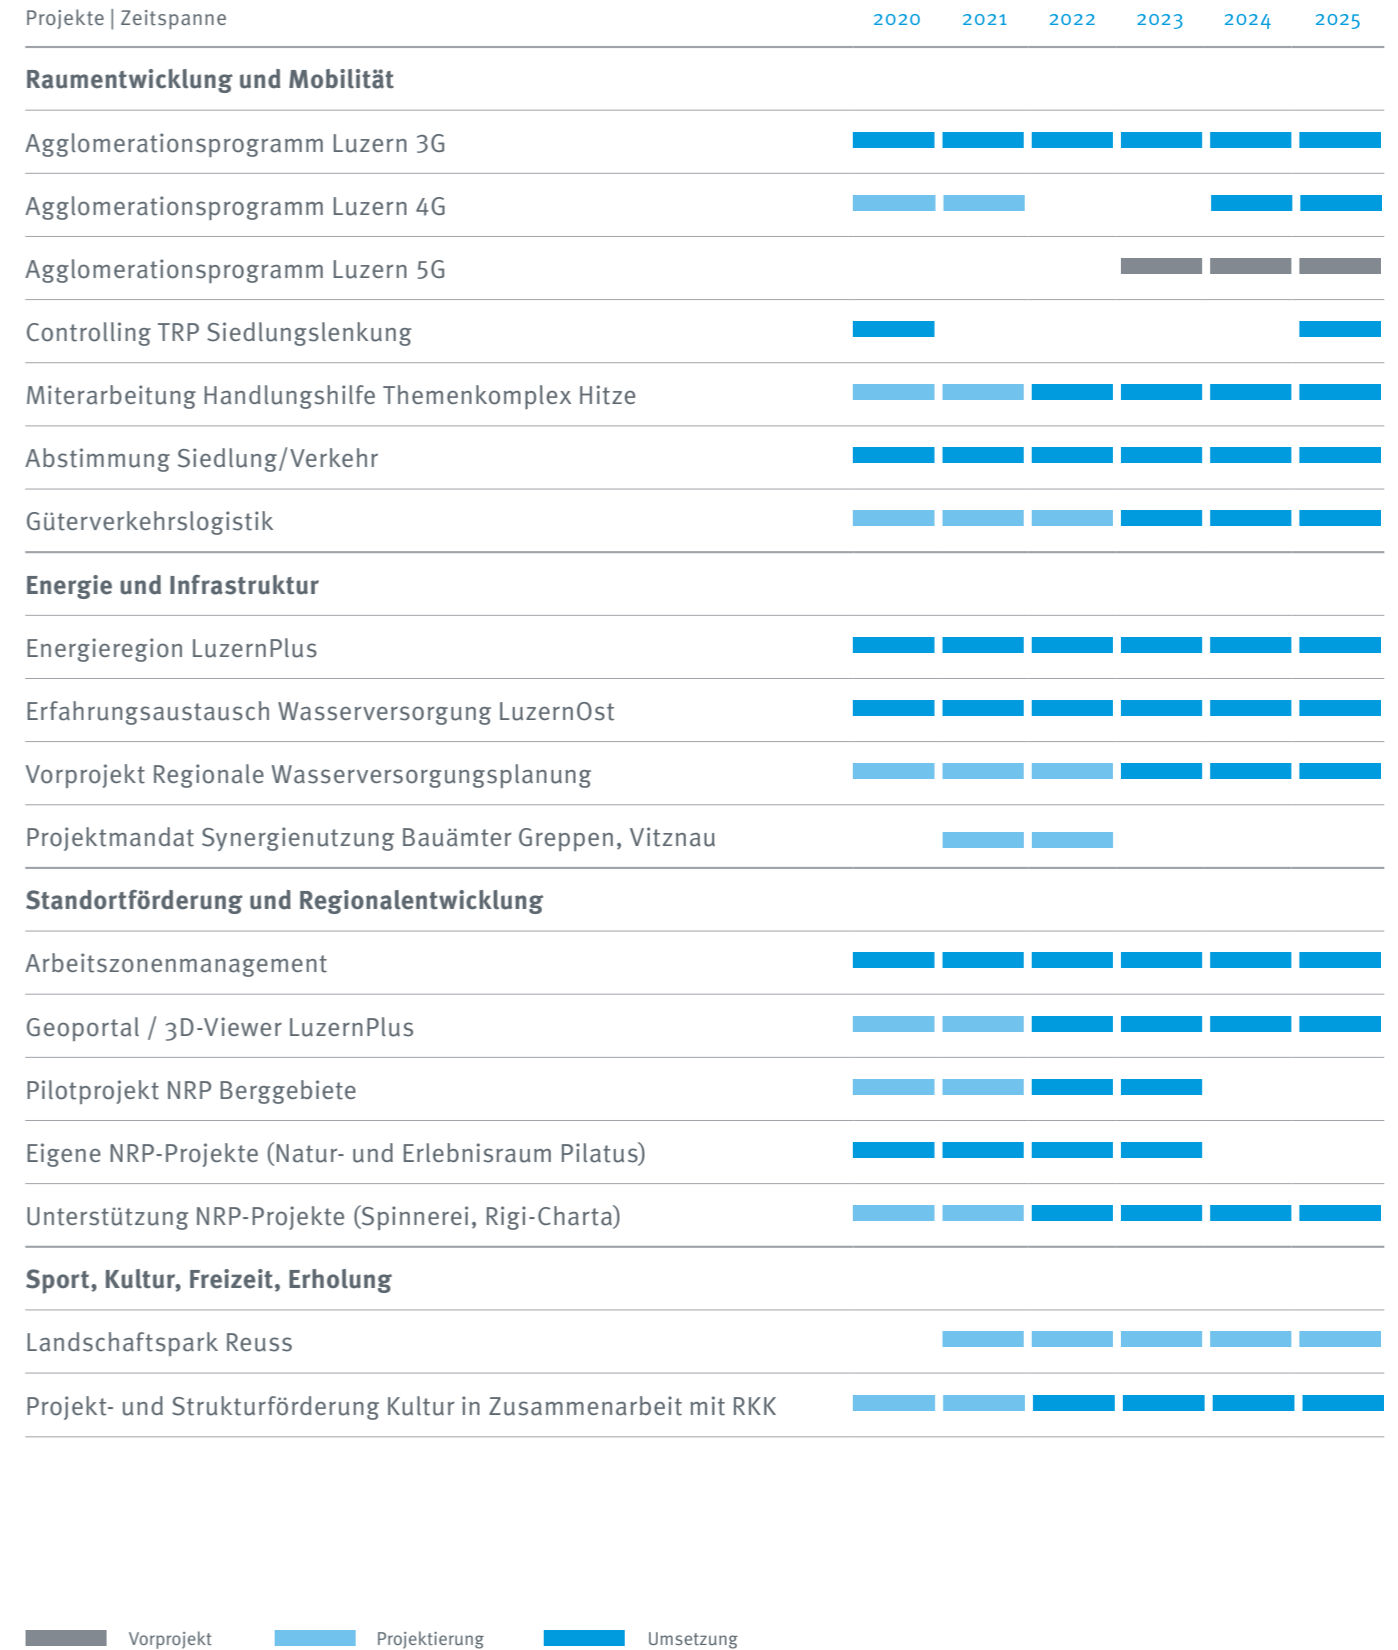 Projekte | Zeitspanne 2020 2021 2022 2023 2024 2025
Raumentwicklung und Mobilität
Agglomerationsprogramm Luzern 3G
Agglomerationsprogramm Luzern 4G
Agglomerationsprogramm Luzern 5G
Controlling TRP Siedlungslenkung
Miterarbeitung Handlungshilfe Themenkomplex Hitze
Abstimmung Siedlung/Verkehr
Güterverkehrslogistik
Energie und Infrastruktur
Energieregion LuzernPlus
Erfahrungsaustausch Wasserversorgung LuzernOst
Vorprojekt Regionale Wasserversorgungsplanung
Projektmandat Synergienutzung Bauämter Greppen, Vitznau
Standortförderung und Regionalentwicklung
Arbeitszonenmanagement
Geoportal / 3D-Viewer LuzernPlus
Pilotprojekt NRP Berggebiete
Eigene NRP-Projekte (Natur- und Erlebnisraum Pilatus)
Unterstützung NRP-Projekte (Spinnerei, Rigi-Charta)
Sport, Kultur, Freizeit, Erholung
Landschaftspark Reuss
Projekt- und Strukturförderung Kultur in Zusammenarbeit mit RKK
Vorprojekt Projektierung Umsetzung